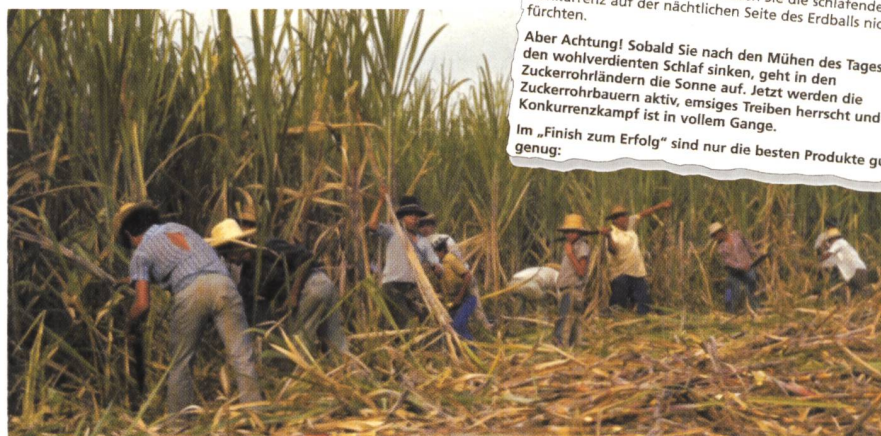 Sie die schlafende
auf der nächtlichen Seite des Erdballs
fürchten.
Aber Achtung! Sobald Sie nach den Mühen des Tages
den wohlverdienten Schlaf sinken, geht in den
Zuckerrohrländern die Sonne auf. Jetzt werden die
Zuckerrohrbauern aktiv, emsiges Treiben herrscht und
Konkurrenzkampf ist in vollem Gange.
Im „Finish zum Erfolg“ sind nur die besten Produkte
genug: